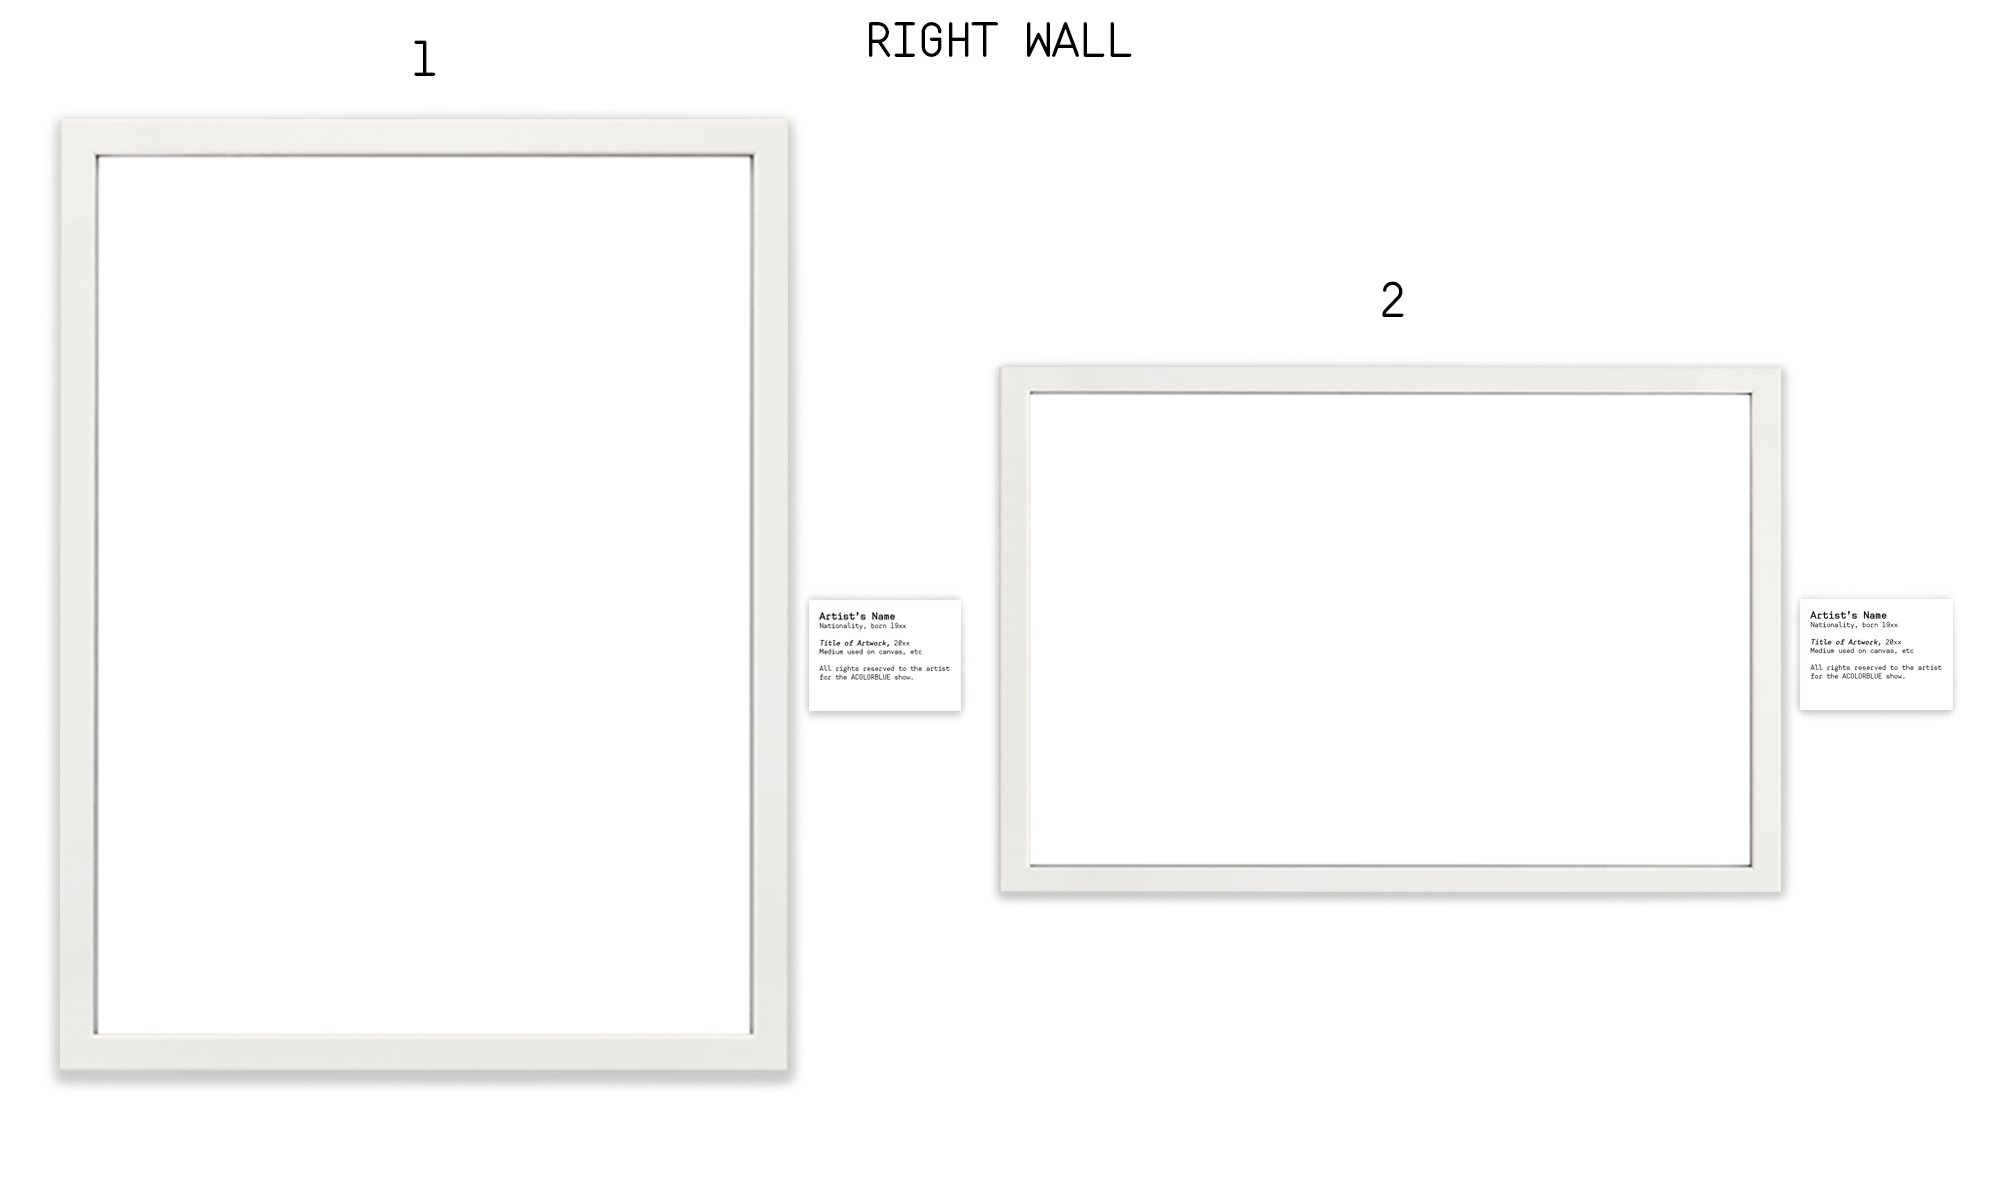 RIGHT WALL
1
2
Artist's Name
Nationality, born 19xx
Title of Artwork, 20xx
Medium used on canvas, etc
All rights reserved to the artist
for the ACOLORBLUE show.
Artist's Name
Nationality, born 19xx
Title of Artwork, 20xx
Medium used on canvas, etc
All rights reserved to the artist
for the ACOLORBLUE show.